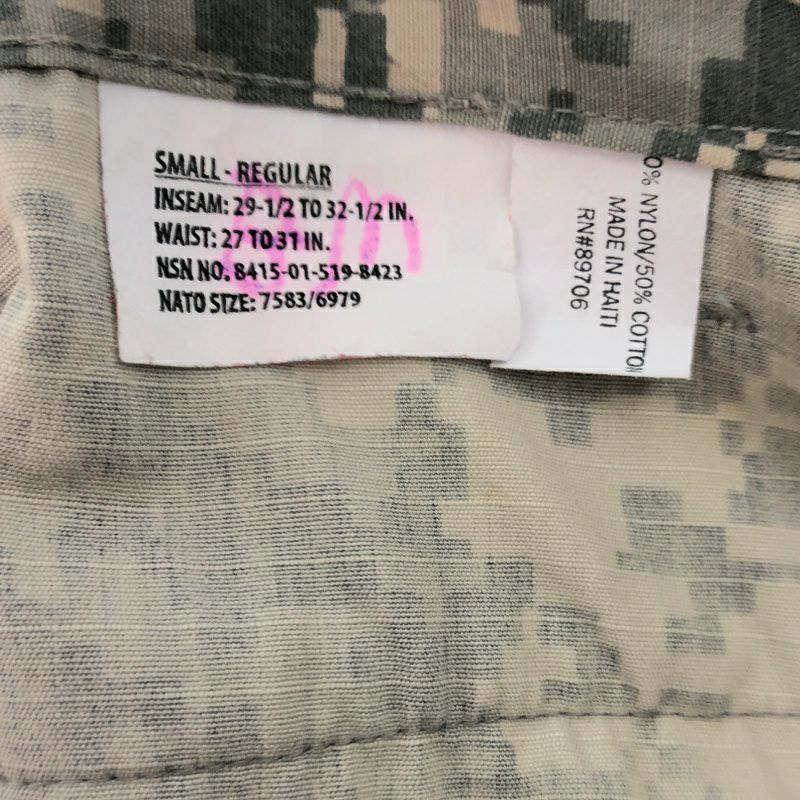 SMALL - REGULAR
INSEAM: 29-1/2 TO 32-1/2 IN.
WAIST: 27 TO 31 IN.
NSN NO. 8415-01-519-8423
NATO SIZE: 7583/6979
0% NYLON/50% COTTON
MADE IN HAITI
RN#89706